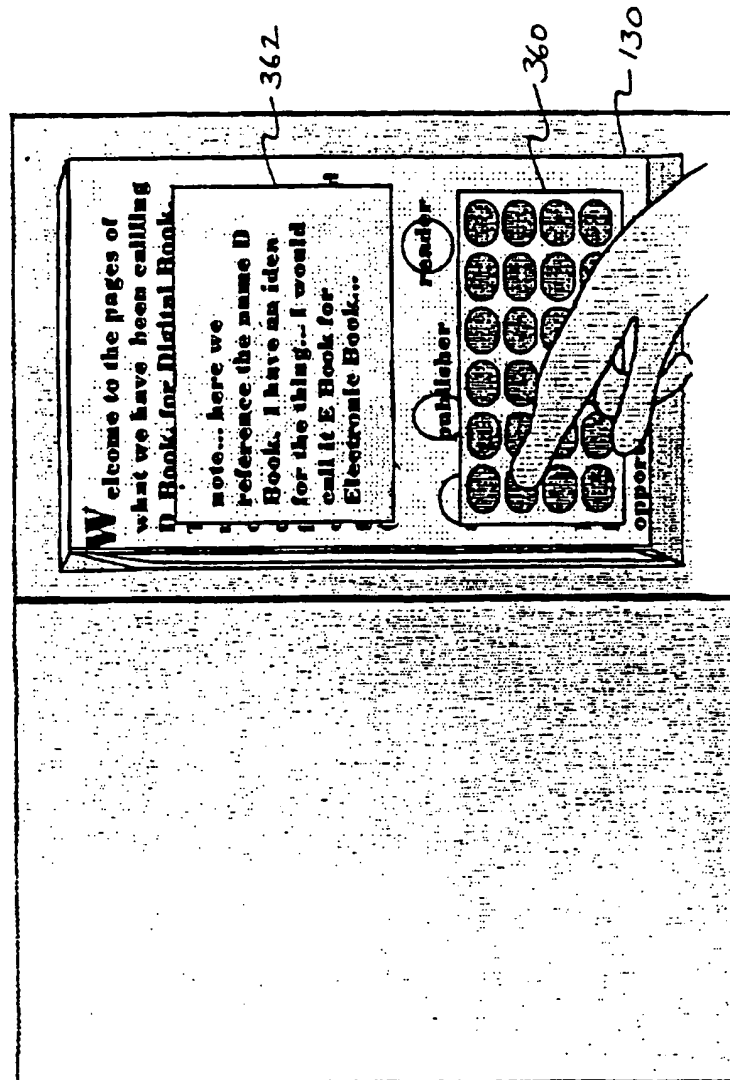 Welcome to the pages of
what we have been callling
D Book, for Digital Book.
note... here we
reference the name D
Book. I have an idea
for the thing... I would
call it E Book for
Electronic Book...
publisher
reader
oppor
362
360
130